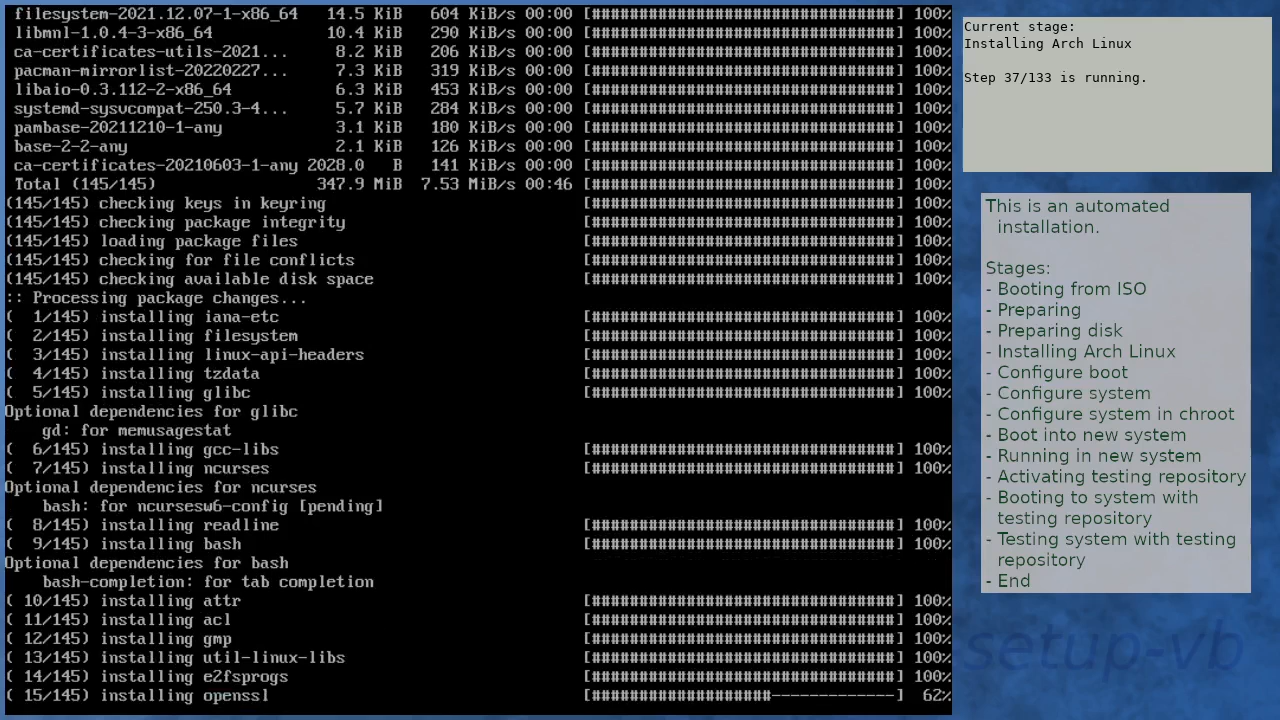 filesystem-2021.12.07-1-x86_64 14.5 KiB 604 KiB/s 00:00 [################################] 100%
libmnl-1.0.4-3-x86_64 10.4 KiB 290 KiB/s 00:00 [################################] 100%
ca-certificates-utils-2021... 8.2 KiB 206 KiB/s 00:00 [################################] 100%
pacman-mirrorlist-20220227... 7.3 KiB 319 KiB/s 00:00 [################################] 100%
libaio-0.3.112-2-x86_64 6.3 KiB 453 KiB/s 00:00 [################################] 100%
systemd-sysvcompat-250.3-4... 5.7 KiB 284 KiB/s 00:00 [################################] 100%
pambase-20211210-1-any 3.1 KiB 180 KiB/s 00:00 [################################] 100%
base-2-2-any 2.1 KiB 126 KiB/s 00:00 [################################] 100%
ca-certificates-20210603-1-any 2028.0 B 141 KiB/s 00:00 [################################] 100%
Total (145/145) 347.9 MiB 7.53 MiB/s 00:46 [################################] 100%
(145/145) checking keys in keyring [################################] 100%
(145/145) checking package integrity [################################] 100%
(145/145) loading package files [################################] 100%
(145/145) checking for file conflicts [################################] 100%
(145/145) checking available disk space [################################] 100%
:: Processing package changes...
( 1/145) installing iana-etc [################################] 100%
( 2/145) installing filesystem [################################] 100%
( 3/145) installing linux-api-headers [################################] 100%
( 4/145) installing tzdata [################################] 100%
( 5/145) installing glibc [################################] 100%
Optional dependencies for glibc
gd: for memusagestat
( 6/145) installing gcc-libs [################################] 100%
( 7/145) installing ncurses [################################] 100%
Optional dependencies for ncurses
bash: for ncursesw6-config [pending]
( 8/145) installing readline [################################] 100%
( 9/145) installing bash [################################] 100%
Optional dependencies for bash
bash-completion: for tab completion
( 10/145) installing attr [################################] 100%
( 11/145) installing acl [################################] 100%
( 12/145) installing gmp [################################] 100%
( 13/145) installing util-linux-libs [################################] 100%
( 14/145) installing e2fsprogs [################################] 100%
( 15/145) installing openssl [###################-------------] 62%
Current stage:
Installing Arch Linux
Step 37/133 is running.
This is an automated
installation.
Stages:
- Booting from ISO
- Preparing
- Preparing disk
- Installing Arch Linux
- Configure boot
- Configure system
- Configure system in chroot
- Boot into new system
- Running in new system
- Activating testing repository
- Booting to system with
testing repository
- Testing system with testing
repository
- End
setup-vb